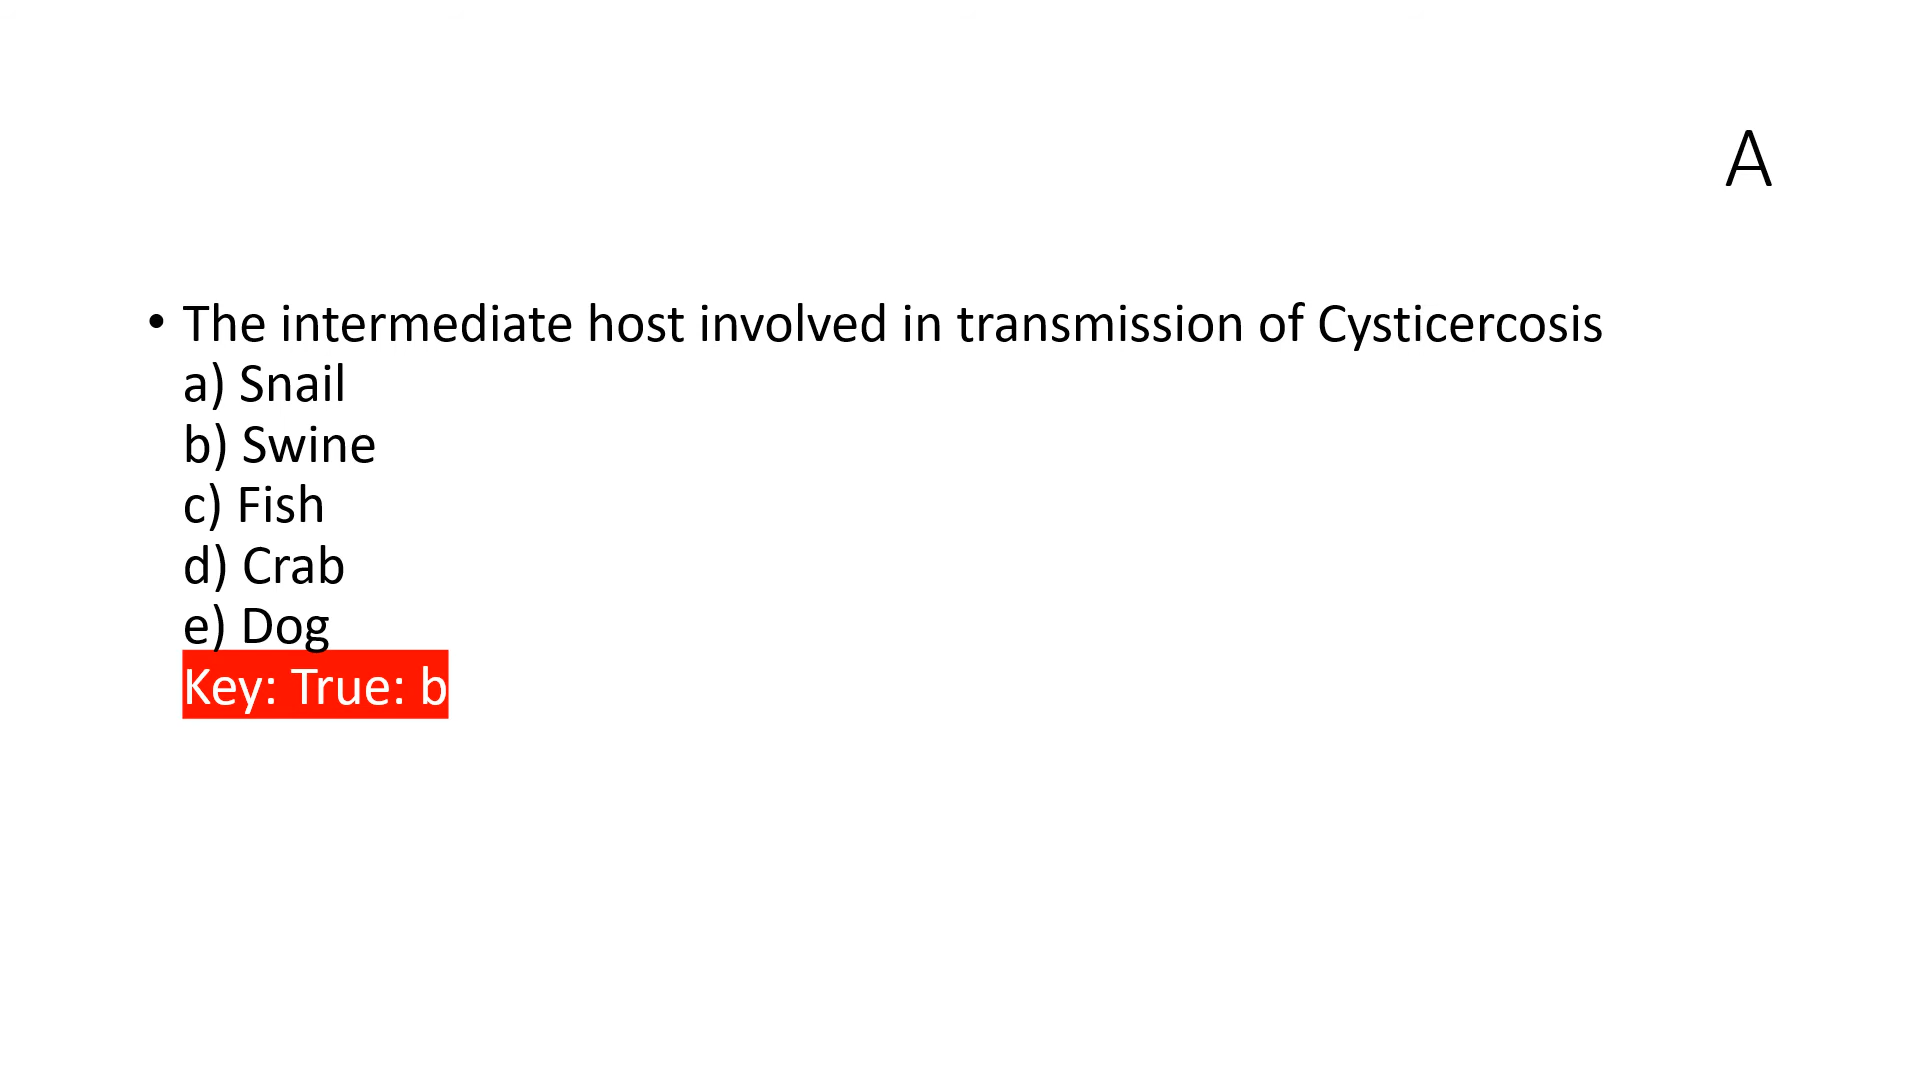 A
• The intermediate host involved in transmission of Cysticercosis
a) Snail
b) Swine
c) Fish
d) Crab
e) Dog
Key: True: b